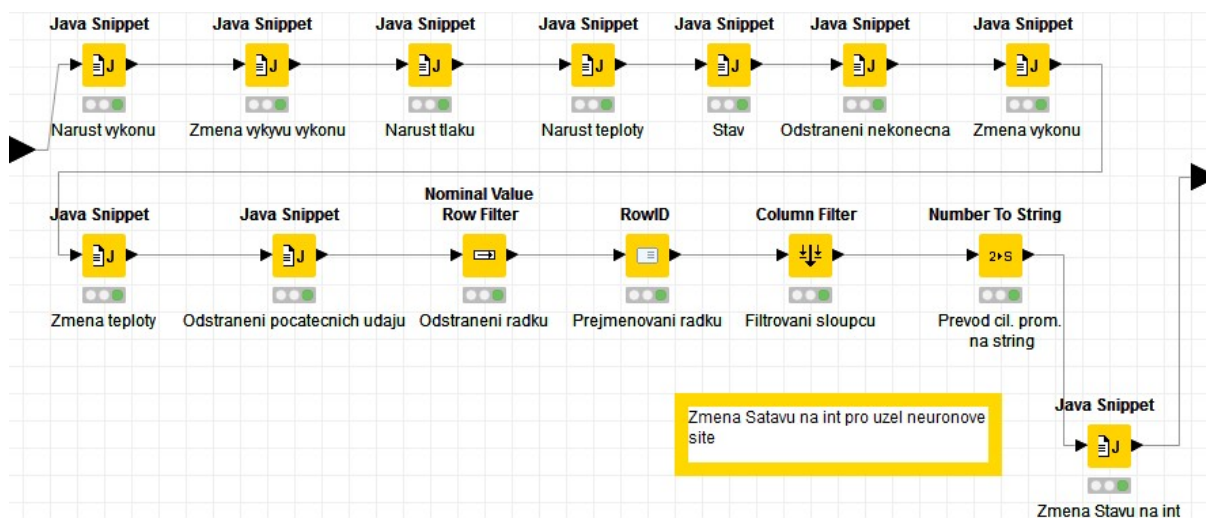 Java Snippet Java Snippet Java Snippet Java Snippet Java Snippet Java Snippet Java Snippet
J J J J J J J
Narust vykonu Zmena vykyvu vykonu Narust tlaku Narust teploty Stav Odstraneni nekonecna Zmena vykonu
Nominal Value
Java Snippet Java Snippet Row Filter RowID Column Filter Number To String
J J 2▸S
Zmena teploty Odstraneni pocatecnich udaju Odstraneni radku Prejmenovani radku Filtrovani sloupcu Prevod cil. prom.
na string
Java Snippet
Zmena Satavu na int pro uzel neuronove
site
J
Zmena Stavu na int